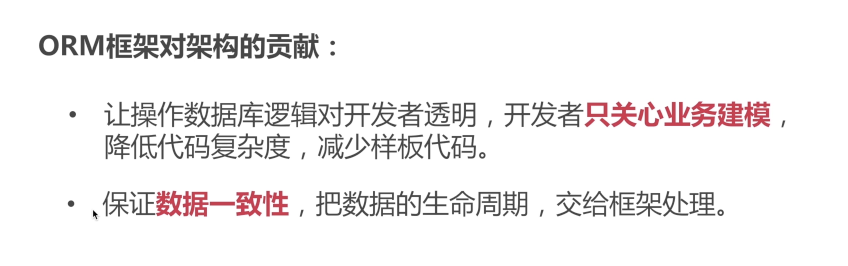 ORM框架对架构的贡献：
• 让操作数据库逻辑对开发者透明，开发者只关心业务建模，
降低代码复杂度，减少样板代码。
• 保证数据一致性，把数据的生命周期，交给框架处理。